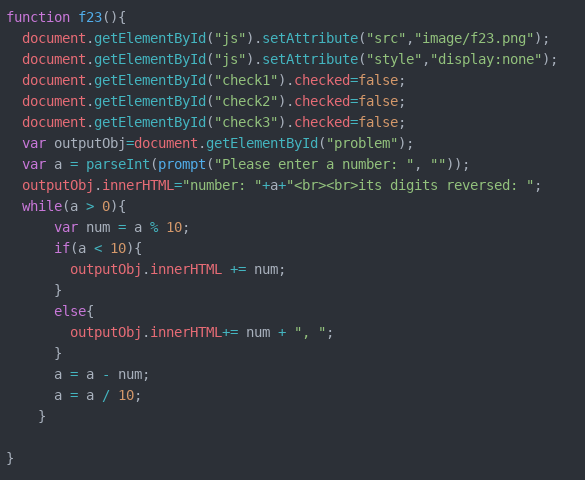 function f23(){
  document.getElementById("js").setAttribute("src","image/f23.png");
  document.getElementById("js").setAttribute("style","display:none");
  document.getElementById("check1").checked=false;
  document.getElementById("check2").checked=false;
  document.getElementById("check3").checked=false;
  var outputObj=document.getElementById("problem");
  var a = parseInt(prompt("Please enter a number: ", ""));
  outputObj.innerHTML="number: "+a+"<br><br>its digits reversed: ";
  while(a > 0){
      var num = a % 10;
      if(a < 10){
        outputObj.innerHTML += num;
      }
      else{
        outputObj.innerHTML+= num + ", ";
      }
      a = a - num;
      a = a / 10;
    }
}